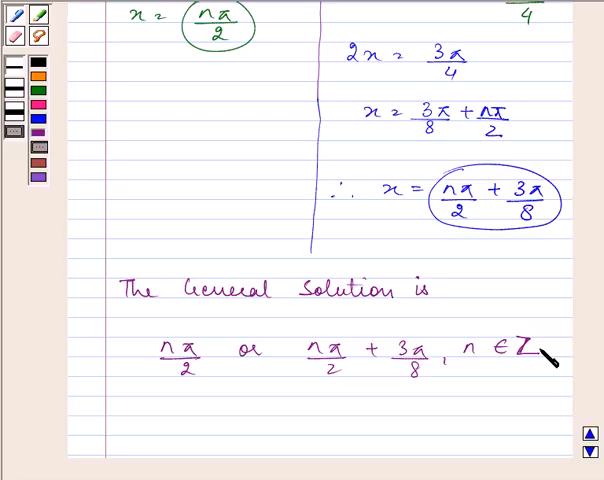 x = nπ/2
4
2x = 3π/4
x = 3π/8 + nπ/2
∴ x = nπ/2 + 3π/8
The General Solution is
nπ/2 or nπ/2 + 3π/8, n ∈ Z